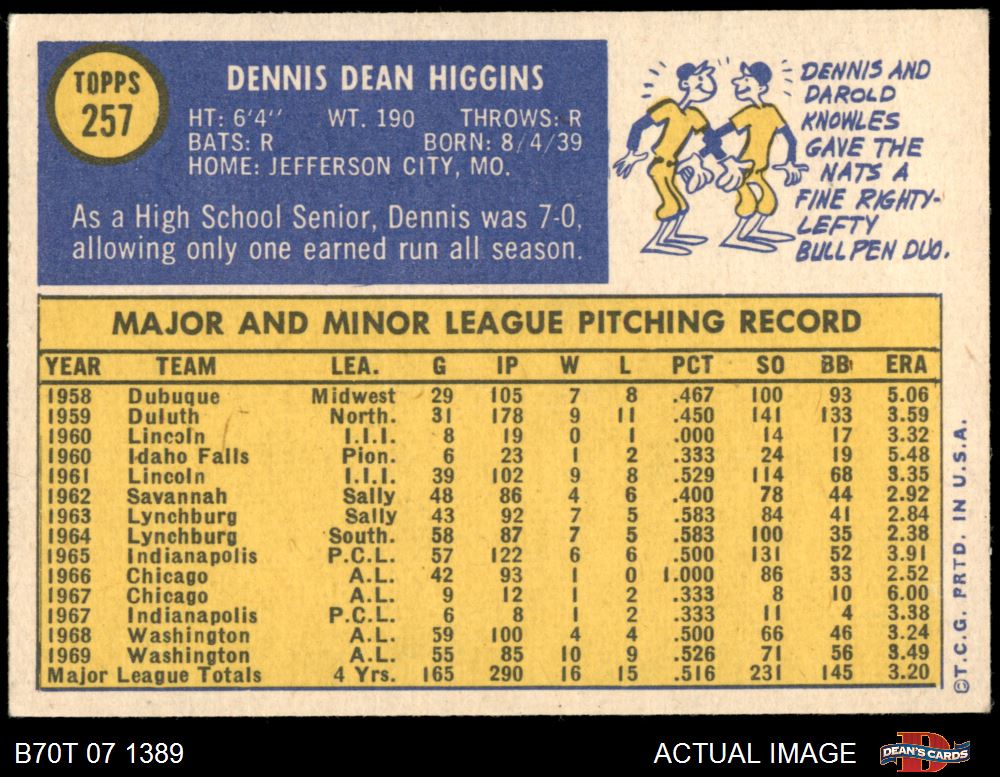 TOPPS
257
DENNIS DEAN HIGGINS
HT: 6'4'' WT. 190 THROWS: R
BATS: R BORN: 8/4/39
HOME: JEFFERSON CITY, MO.
As a High School Senior, Dennis was 7-0,
allowing only one earned run all season.
DENNIS AND
DAROLD
KNOWLES
GAVE THE
NATS A
FINE RIGHTY-
LEFTY
BULLPEN DUO.
MAJOR AND MINOR LEAGUE PITCHING RECORD
YEAR TEAM LEA. G IP W L PCT SO BB ERA
1958 Dubuque Midwest 29 105 7 8 .467 100 93 5.06
1959 Duluth North. 31 178 9 11 .450 141 133 3.59
1960 Lincoln I.I.I. 8 19 0 1 .000 14 17 3.32
1960 Idaho Falls Pion. 6 23 1 2 .333 24 19 5.48
1961 Lincoln I.I.I. 39 102 9 8 .529 114 68 3.35
1962 Savannah Sally 48 86 4 6 .400 78 44 2.92
1963 Lynchburg Sally 43 92 7 5 .583 84 41 2.84
1964 Lynchburg South. 58 87 7 5 .583 100 35 2.38
1965 Indianapolis P.C.L. 57 122 6 6 .500 131 52 3.91
1966 Chicago A.L. 42 93 1 0 1.000 86 33 2.52
1967 Chicago A.L. 9 12 1 2 .333 8 10 6.00
1967 Indianapolis P.C.L. 6 8 1 2 .333 11 4 3.38
1968 Washington A.L. 59 100 4 4 .500 66 46 3.24
1969 Washington A.L. 55 85 10 9 .526 71 56 3.49
Major League Totals 4 Yrs. 165 290 16 15 .516 231 145 3.20
©T.C.G. PRTD. IN U.S.A.
B70T 07 1389 ACTUAL IMAGE DEAN'S CARDS